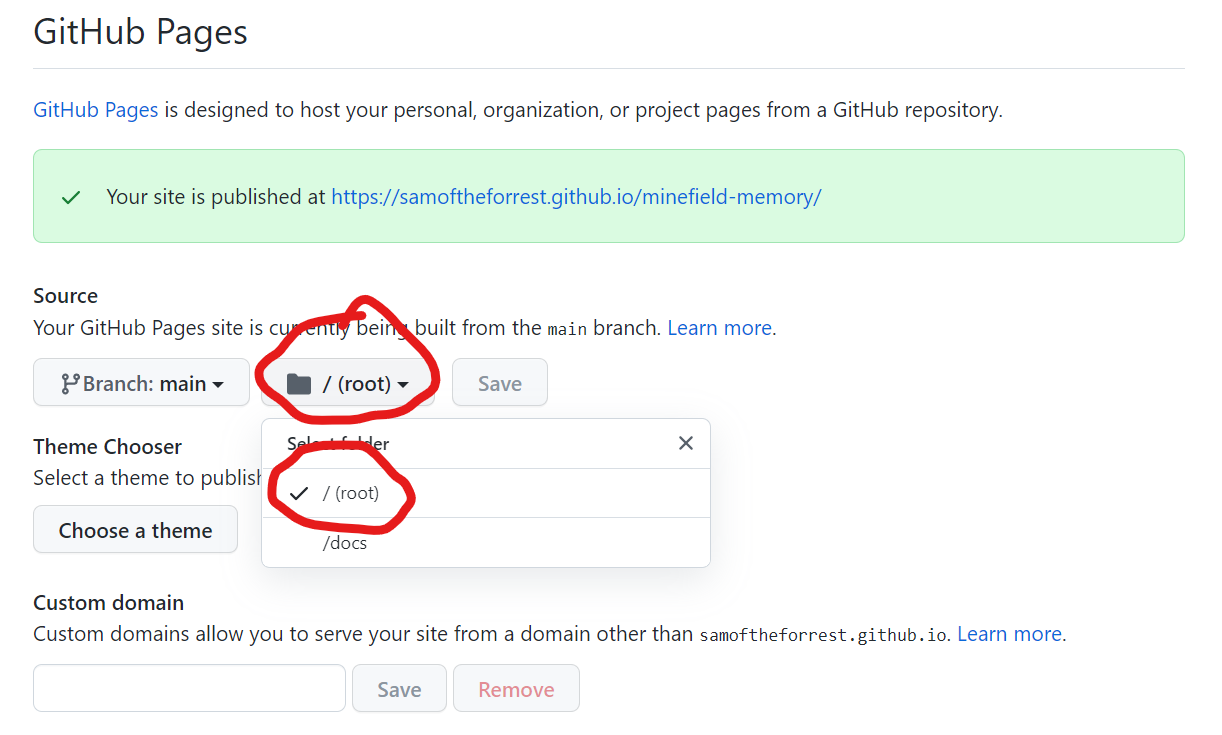 GitHub Pages
GitHub Pages is designed to host your personal, organization, or project pages from a GitHub repository.
Your site is published at https://samoftheforrest.github.io/minefield-memory/
Source
Your GitHub Pages site is currently being built from the main branch. Learn more.
Branch: main
/ (root)
Save
Select folder
/ (root)
/docs
Theme Chooser
Select a theme to publish
Choose a theme
Custom domain
Custom domains allow you to serve your site from a domain other than samoftheforrest.github.io. Learn more.
Save
Remove